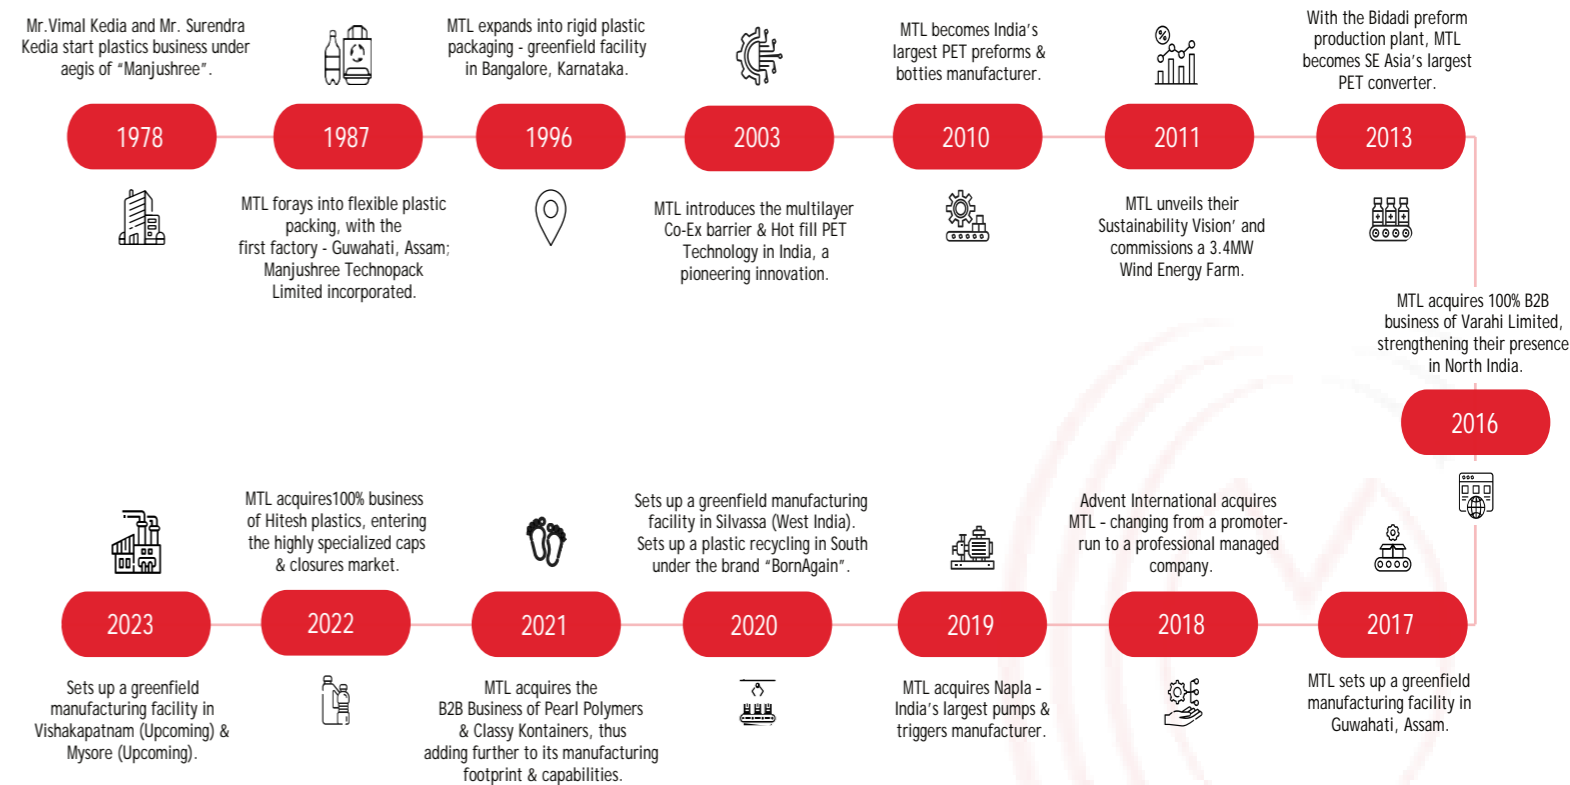 Mr.Vimal Kedia and Mr. Surendra
Kedia start plastics business under
aegis of "Manjushree".
1978
1987
MTL forays into flexible plastic
packing, with the
first factory - Guwahati, Assam;
Manjushree Technopack
Limited incorporated.
MTL expands into rigid plastic
packaging - greenfield facility
in Bangalore, Karnataka.
1996
2003
MTL introduces the multilayer
Co-Ex barrier & Hot fill PET
Technology in India, a
pioneering innovation.
MTL becomes India's
largest PET preforms &
botties manufacturer.
2010
%
2011
MTL unveils their
Sustainability Vision' and
commissions a 3.4MW
Wind Energy Farm.
With the Bidadi preform
production plant, MTL
becomes SE Asia's largest
PET converter.
2013
MTL acquires 100% B2B
business of Varahi Limited,
strengthening their presence
in North India.
2016
2017
MTL sets up a greenfield
manufacturing facility in
Guwahati, Assam.
Advent International acquires
MTL - changing from a promoter-
run to a professional managed
company.
2018
2019
MTL acquires Napla -
India's largest pumps &
triggers manufacturer.
Sets up a greenfield manufacturing
facility in Silvassa (West India).
Sets up a plastic recycling in South
under the brand "BornAgain".
2020
2021
MTL acquires the
B2B Business of Pearl Polymers
& Classy Kontainers, thus
adding further to its manufacturing
footprint & capabilities.
MTL acquires100% business
of Hitesh plastics, entering
the highly specialized caps
& closures market.
2022
2023
Sets up a greenfield
manufacturing facility in
Vishakapatnam (Upcoming) &
Mysore (Upcoming).